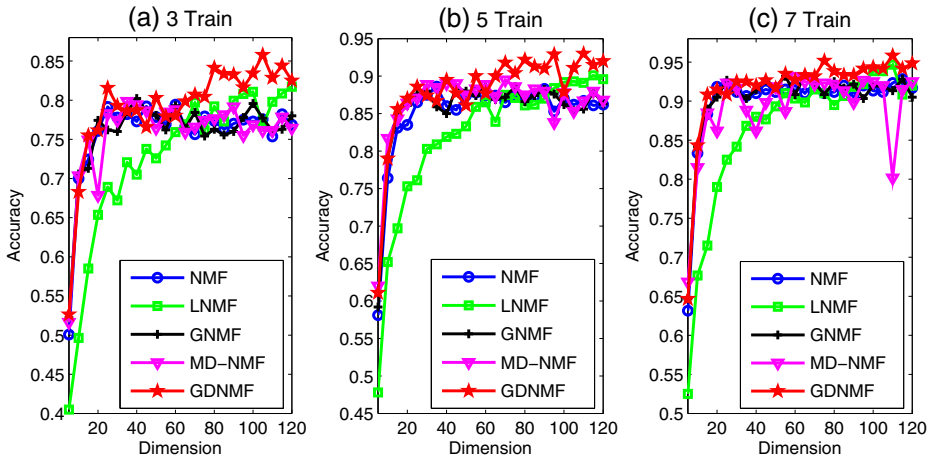 (a) 3 Train
0.85
0.8
0.75
0.7
0.65
0.6
0.55
0.5
0.45
0.4
Accuracy
20 40 60 80 100 120
Dimension
NMF
LNMF
GNMF
MD-NMF
GDNMF
(b) 5 Train
0.95
0.9
0.85
0.8
0.75
0.7
0.65
0.6
0.55
0.5
0.45
Accuracy
20 40 60 80 100 120
Dimension
NMF
LNMF
GNMF
MD-NMF
GDNMF
(c) 7 Train
0.95
0.9
0.85
0.8
0.75
0.7
0.65
0.6
0.55
0.5
Accuracy
20 40 60 80 100 120
Dimension
NMF
LNMF
GNMF
MD-NMF
GDNMF